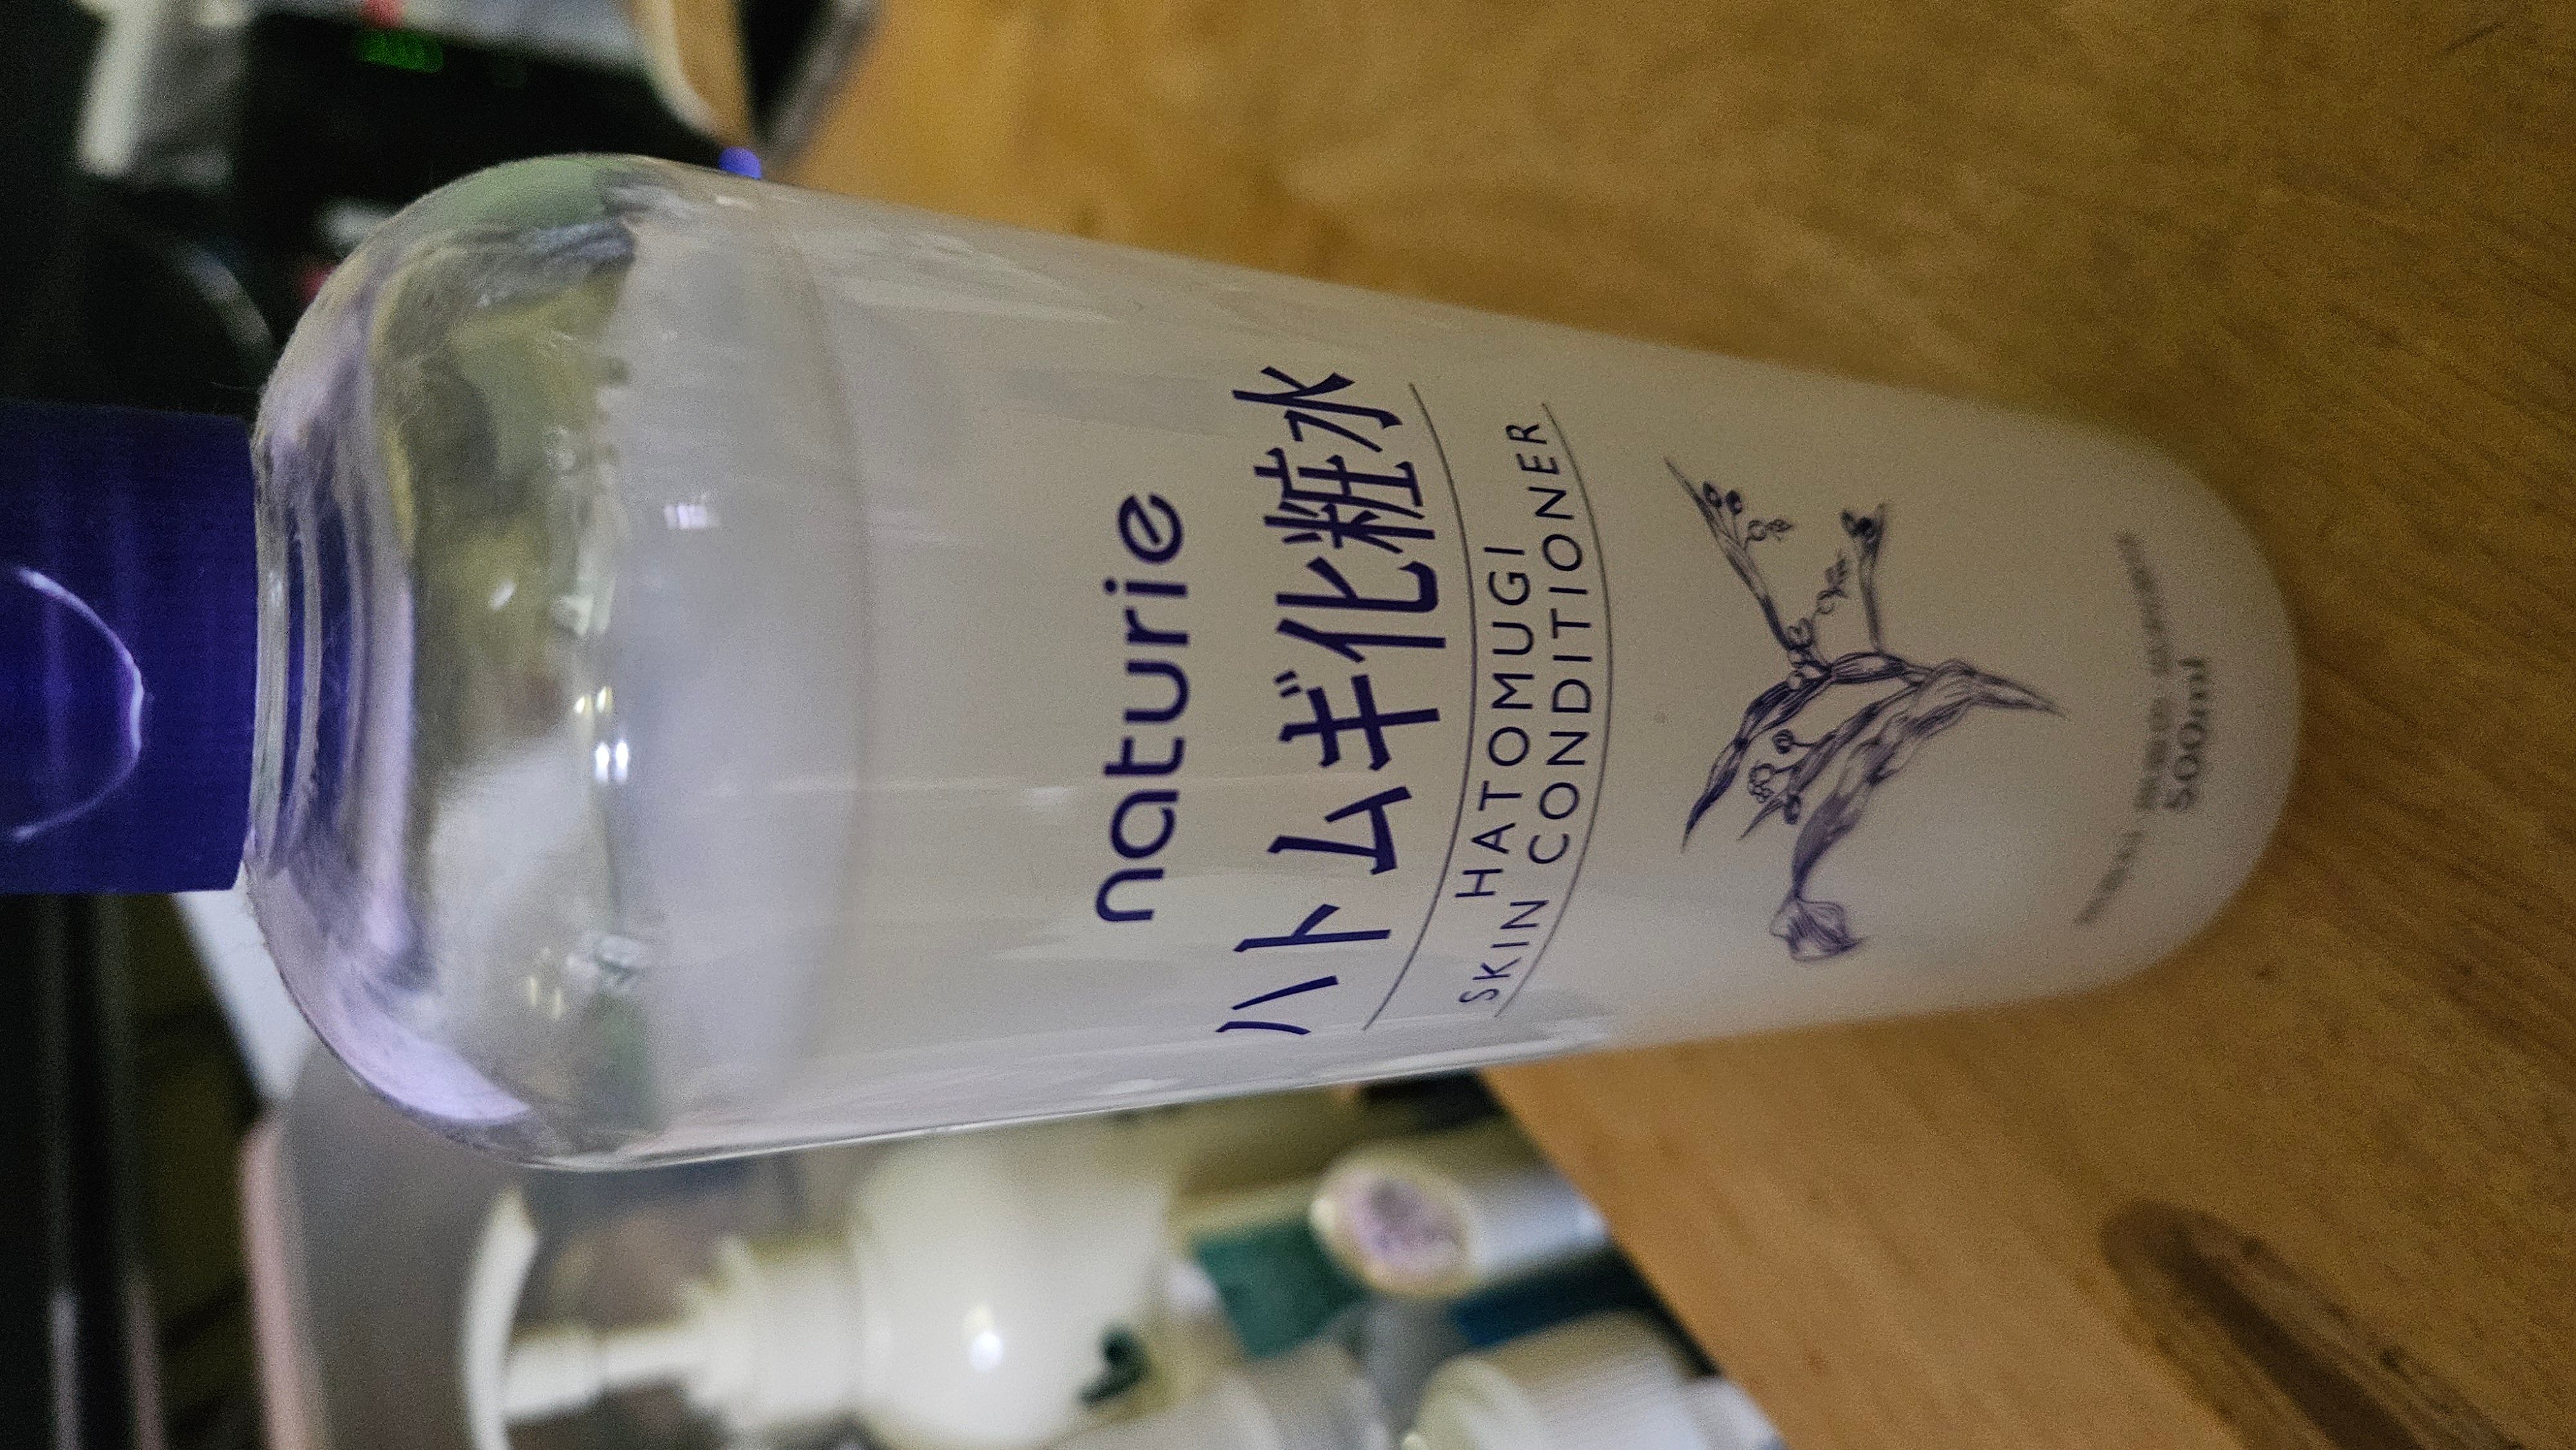 naturie
ハトムギ化粧水
HATOMUGI
SKIN CONDITIONER
500ml